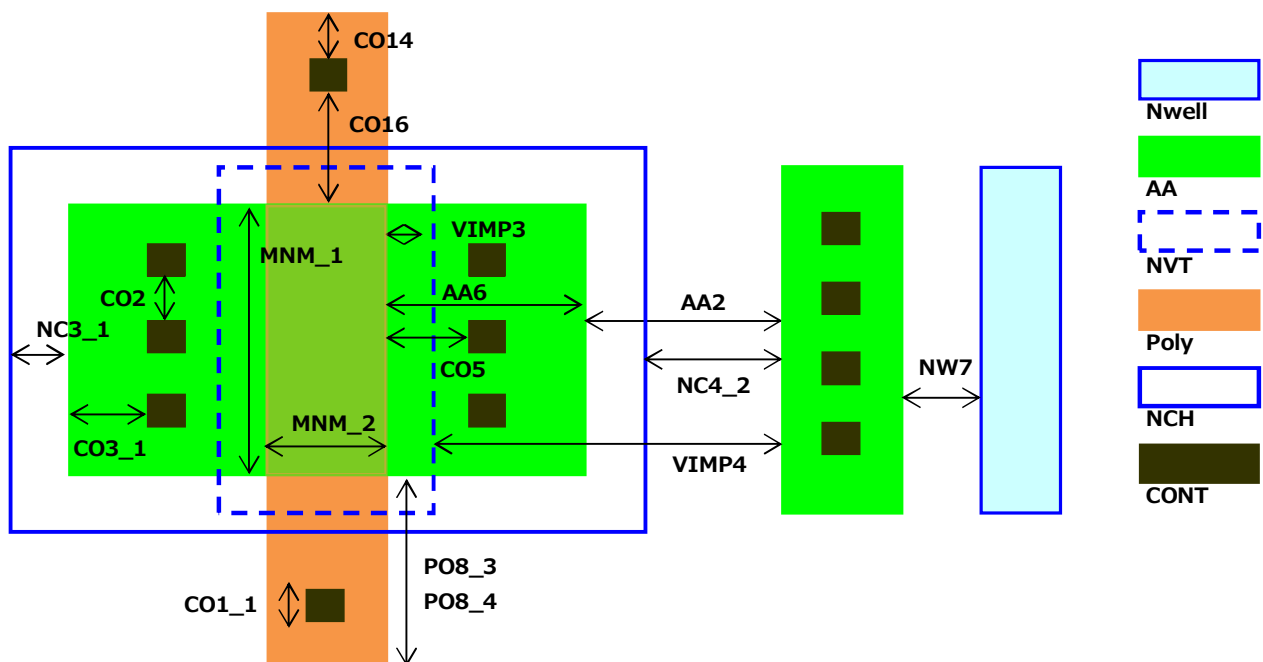 CO14
CO16
Nwell
AA
VIMP3
MNM_1
NVT
CO2
AA6
AA2
NC3_1
Poly
CO5
NC4_2
NW7
MNM_2
NCH
CO3_1
VIMP4
CONT
PO8_3
CO1_1
PO8_4